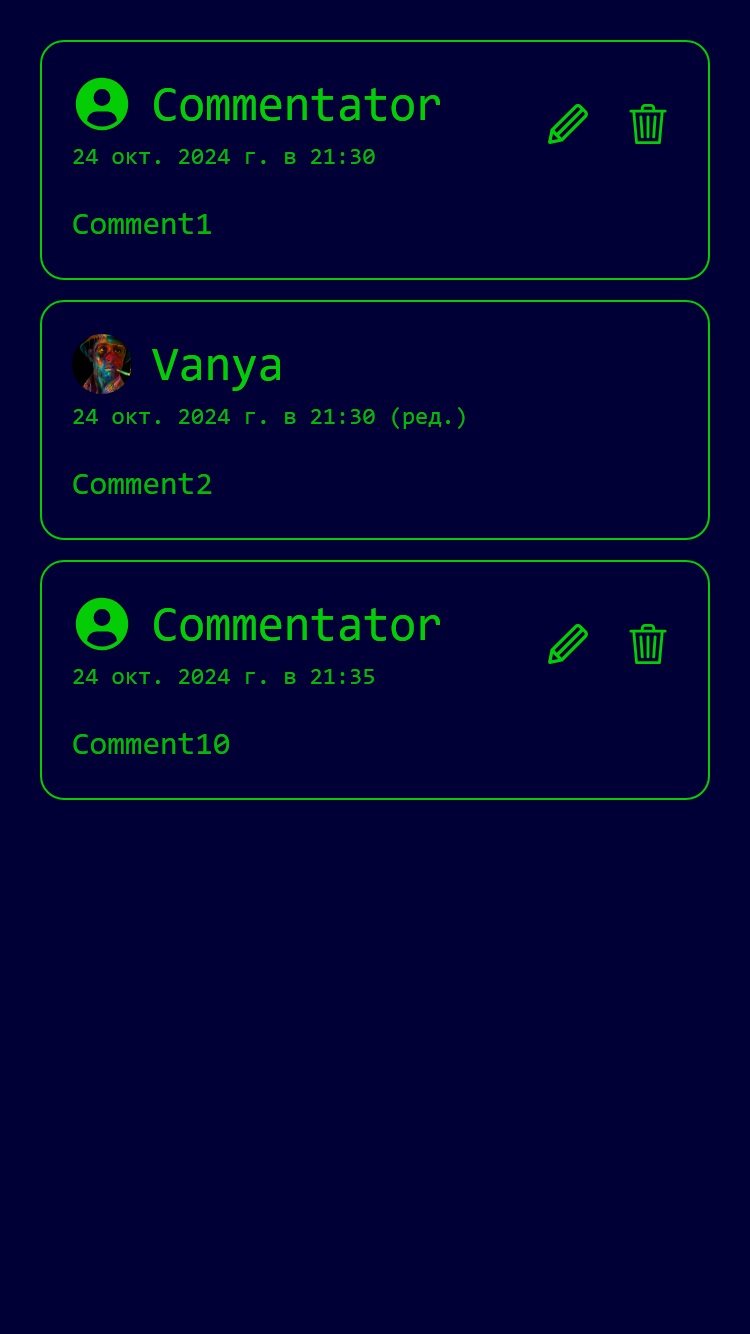 Commentator
24 окт. 2024 г. в 21:30
Comment1
Vanya
24 окт. 2024 г. в 21:30 (ред.)
Comment2
Commentator
24 окт. 2024 г. в 21:35
Comment10